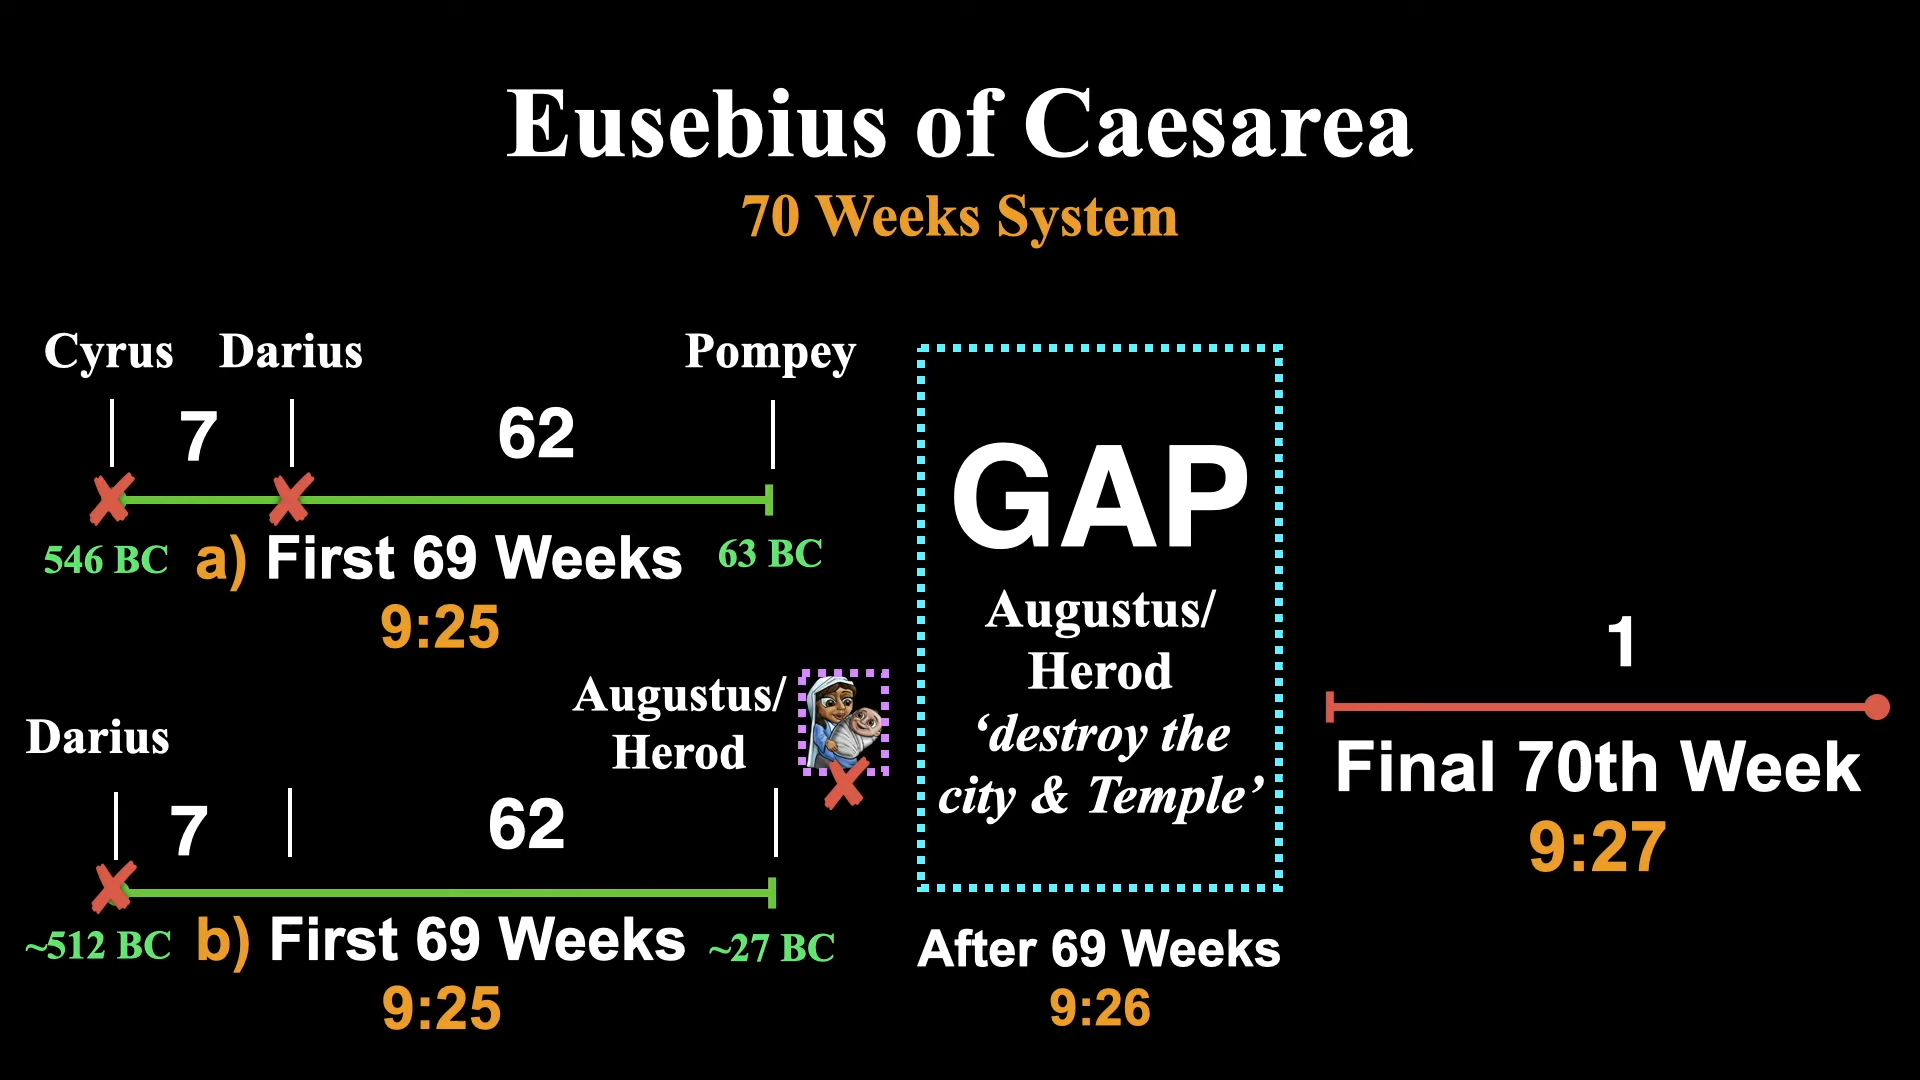 Eusebius of Caesarea
70 Weeks System
Cyrus Darius Pompey
7 62
546 BC a) First 69 Weeks 63 BC
9:25
Darius
Augustus/
Herod
7 62
~512 BC b) First 69 Weeks ~27 BC
9:25
GAP
Augustus/
Herod
‘destroy the
city & Temple’
After 69 Weeks
9:26
1
Final 70th Week
9:27